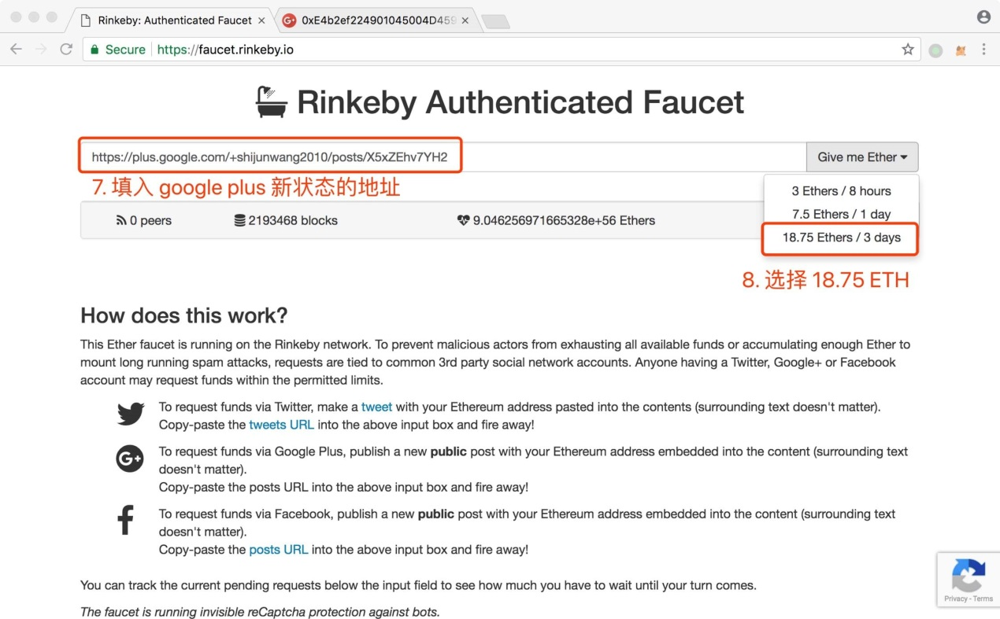 Rinkeby: Authenticated Faucet
0xE4b2ef224901045004D459
Secure https://faucet.rinkeby.io
Rinkeby Authenticated Faucet
https://plus.google.com/+shijunwang2010/posts/X5xZEhv7YH2
Give me Ether
7. 填入 google plus 新状态的地址
3 Ethers / 8 hours
7.5 Ethers / 1 day
0 peers 2193468 blocks 9.046256971665328e+56 Ethers
18.75 Ethers / 3 days
8. 选择 18.75 ETH
How does this work?
This Ether faucet is running on the Rinkeby network. To prevent malicious actors from exhausting all available funds or accumulating enough Ether to
mount long running spam attacks, requests are tied to common 3rd party social network accounts. Anyone having a Twitter, Google+ or Facebook
account may request funds within the permitted limits.
To request funds via Twitter, make a tweet with your Ethereum address pasted into the contents (surrounding text doesn't matter).
Copy-paste the tweets URL into the above input box and fire away!
G+
To request funds via Google Plus, publish a new public post with your Ethereum address embedded into the content (surrounding text
doesn't matter).
Copy-paste the posts URL into the above input box and fire away!
To request funds via Facebook, publish a new public post with your Ethereum address embedded into the content (surrounding text
doesn't matter).
Copy-paste the posts URL into the above input box and fire away!
You can track the current pending requests below the input field to see how much you have to wait until your turn comes.
The faucet is running invisible reCaptcha protection against bots.
Privacy - Terms